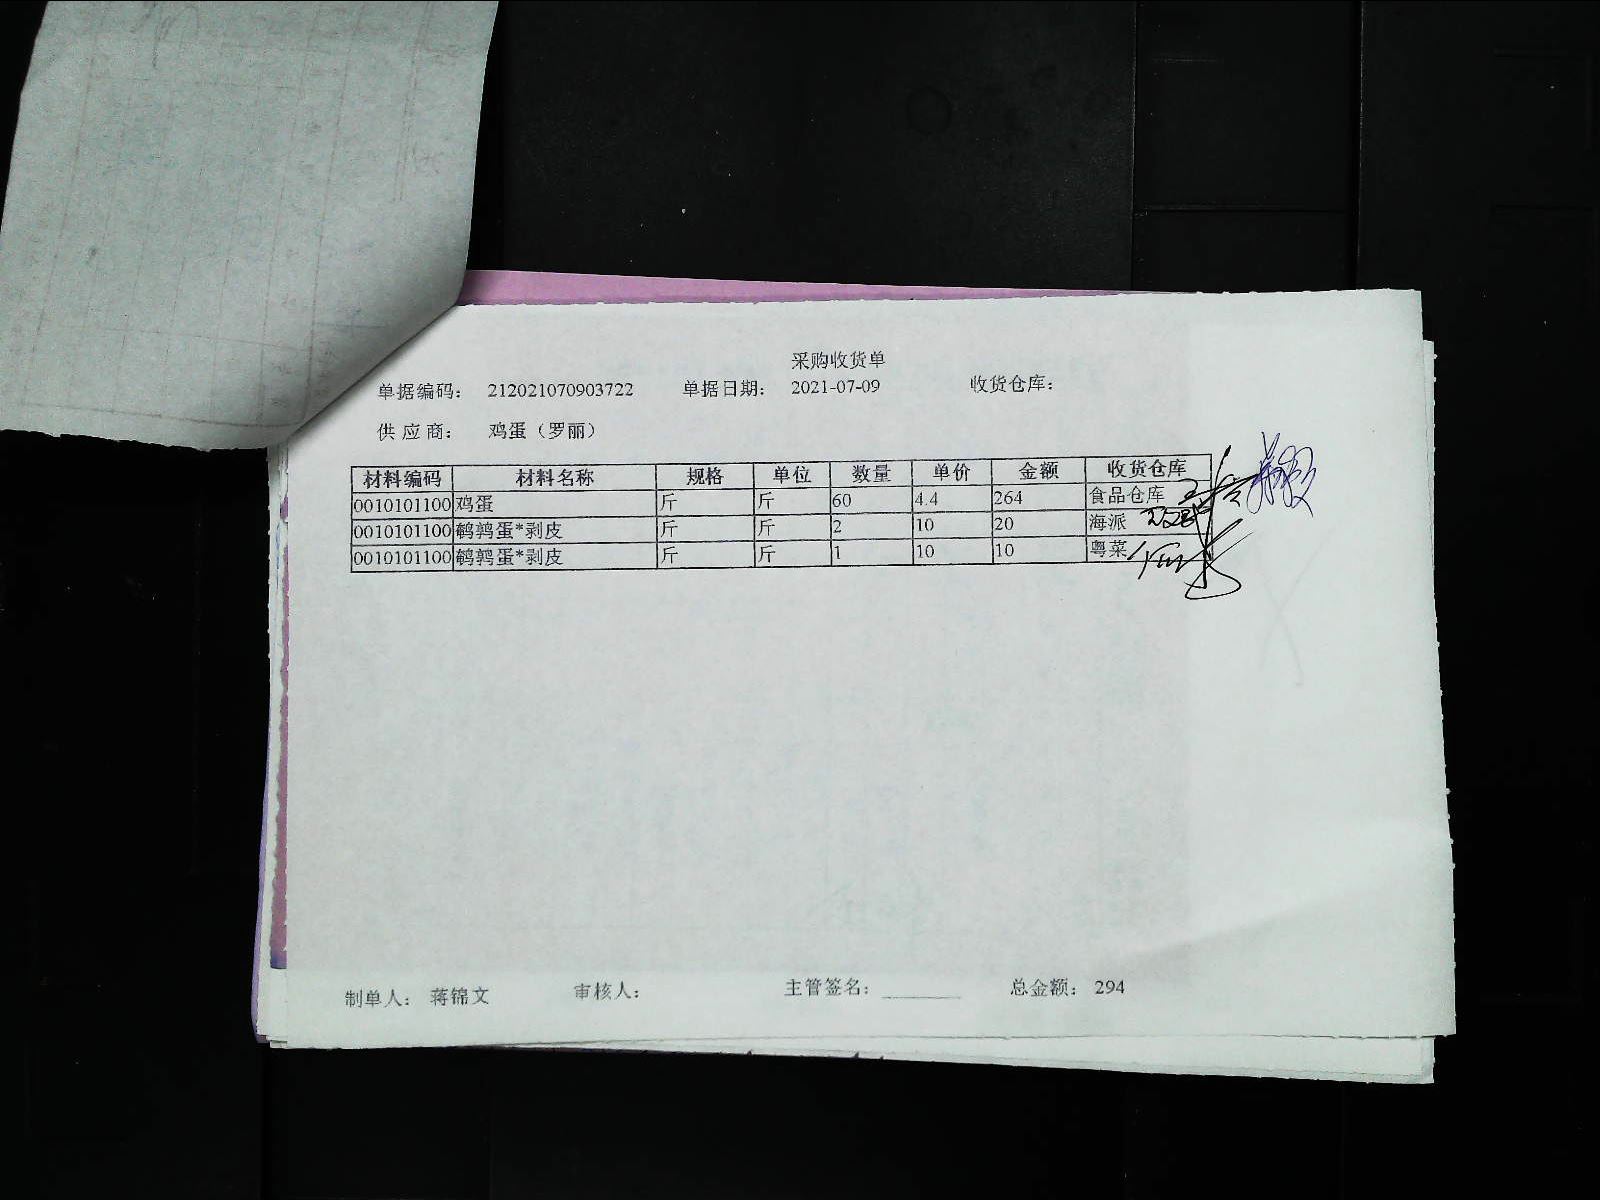 采购收货单
单据编码： 212021070903722 单据日期： 2021-07-09 收货仓库：
供 应 商： 鸡蛋（罗丽）
材料编码 材料名称 规格 单位 数量 单价 金额 收货仓库
0010101100 鸡蛋 斤 斤 60 4.4 264 食品仓库
0010101100 鹌鹑蛋*剥皮 斤 斤 2 10 20 海派
0010101100 鹌鹑蛋*剥皮 斤 斤 1 10 10 粤菜
制单人： 蒋锦文 审核人： 主管签名： 总金额： 294